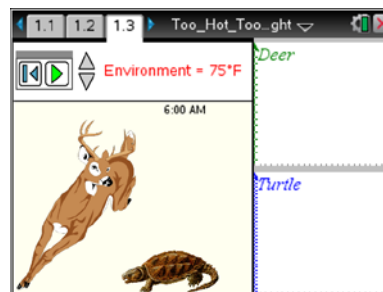 1.1 1.2 1.3 Too_Hot_Too...ght
Environment = 75°F
6:00 AM
Deer
Turtle